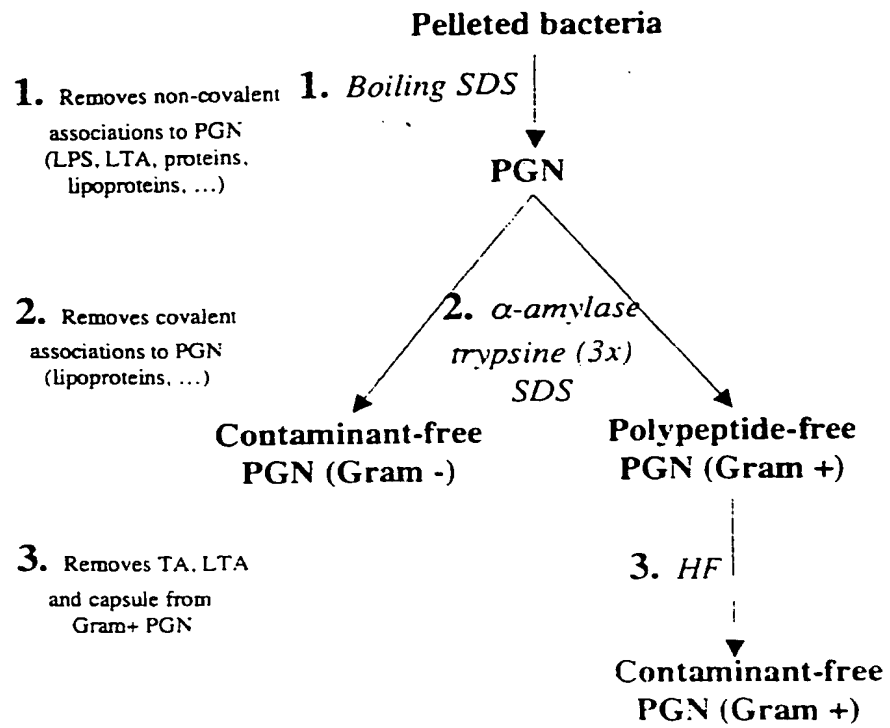 Pelleted bacteria
1. Removes non-covalent
associations to PGN
(LPS, LTA, proteins,
lipoproteins, ...)
1. Boiling SDS
PGN
2. Removes covalent
associations to PGN
(lipoproteins, ...)
2. α-amylase
trypsine (3x)
SDS
Contaminant-free
PGN (Gram -)
Polypeptide-free
PGN (Gram +)
3. Removes TA, LTA
and capsule from
Gram+ PGN
3. HF
Contaminant-free
PGN (Gram +)